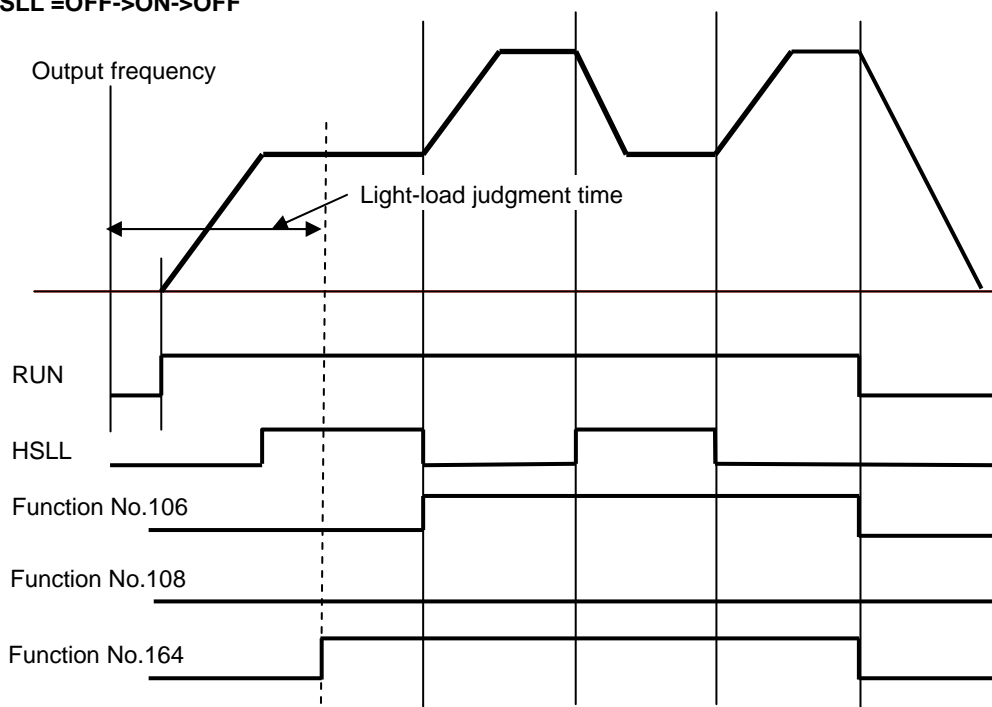 SLL =OFF->ON->OFF
Output frequency
Light-load judgment time
RUN
HSLL
Function No.106
Function No.108
Function No.164